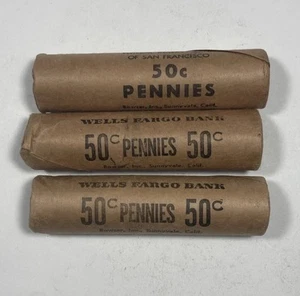 OF SAN FRANCISCO
50c
PENNIES
WELLS FARGO BANK
50c PENNIES 50c
WELLS FARGO BANK
50c PENNIES 50c